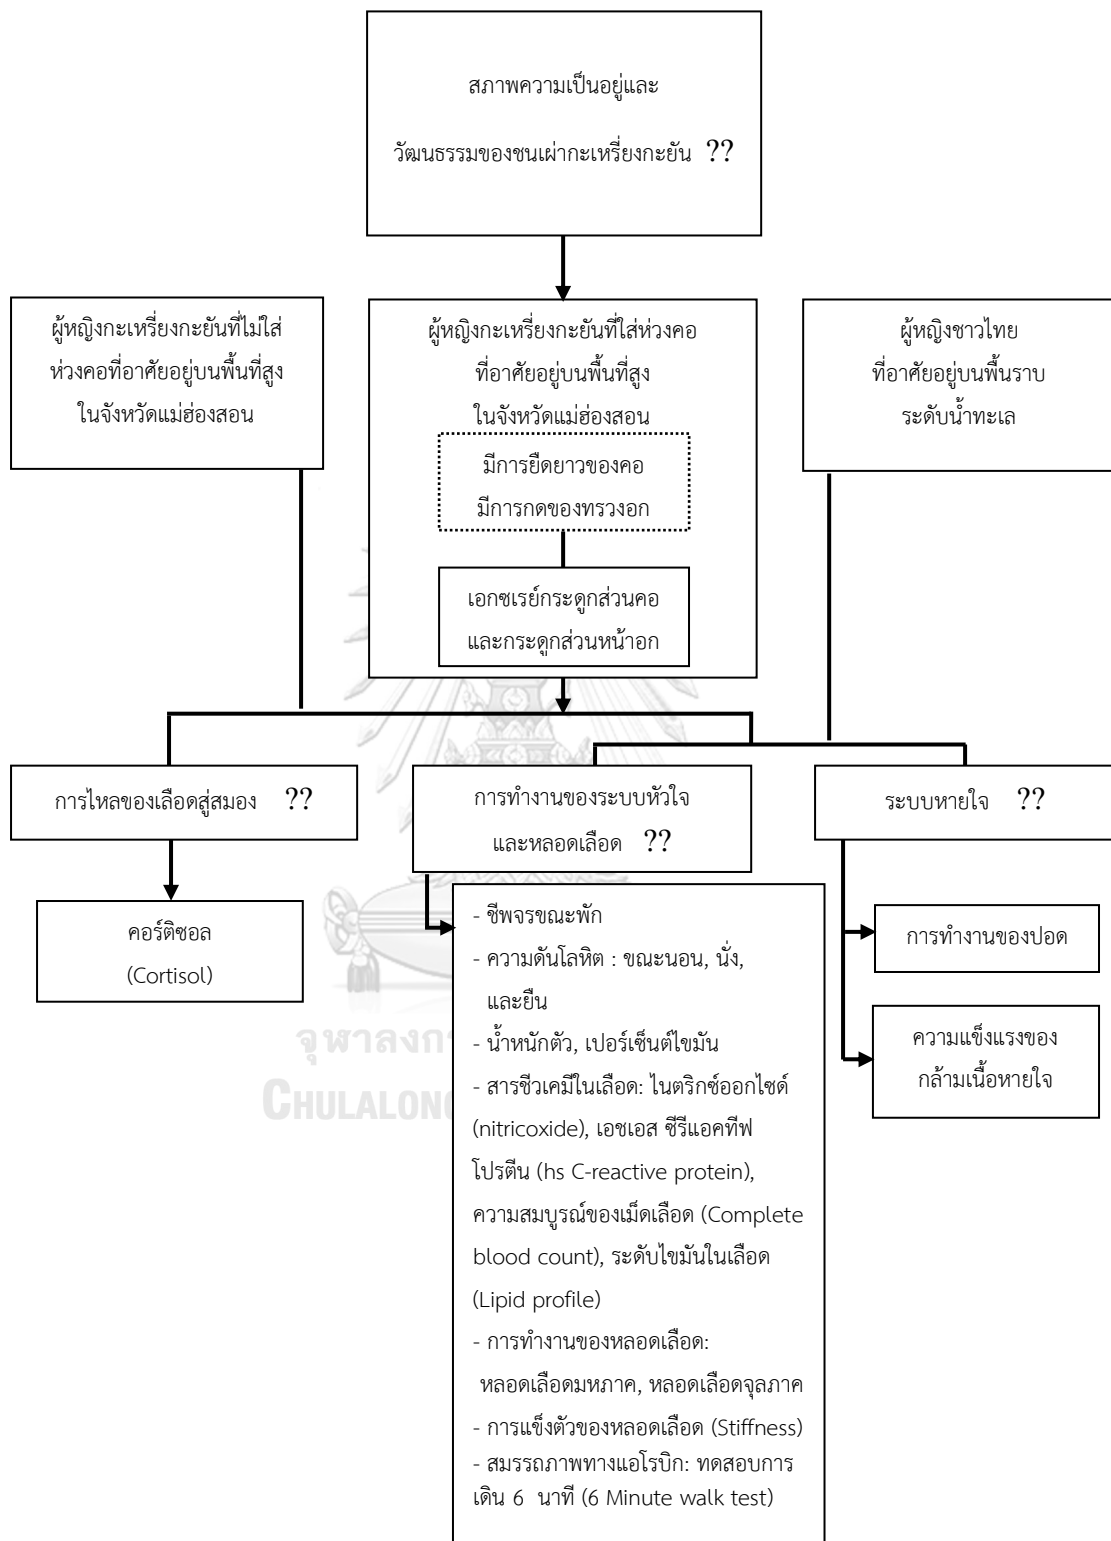 สภาพความเป็นอยู่และ
วัฒนธรรมของชนเผ่ากะเหรี่ยงกะยัน ??
ผู้หญิงกะเหรี่ยงกะยันที่ไม่ใส่
ห่วงคอที่อาศัยอยู่บนพื้นที่สูง
ในจังหวัดแม่ฮ่องสอน
ผู้หญิงกะเหรี่ยงกะยันที่ใส่ห่วงคอ
ที่อาศัยอยู่บนพื้นที่สูง
ในจังหวัดแม่ฮ่องสอน
มีการยืดยาวของคอ
มีการกดของทรวงอก
เอกซเรย์กระดูกส่วนคอ
และกระดูกส่วนหน้าอก
ผู้หญิงชาวไทย
ที่อาศัยอยู่บนพื้นราบ
ระดับน้ำทะเล
การไหลของเลือดสู่สมอง ??
คอร์ติซอล
(Cortisol)
การทำงานของระบบหัวใจ
และหลอดเลือด ??
- ชีพจรขณะพัก
- ความดันโลหิต : ขณะนอน, นั่ง,
และยืน
- น้ำหนักตัว, เปอร์เซ็นต์ไขมัน
- สารชีวเคมีในเลือด: ไนตริกซ์ออกไซด์
(nitricoxide), เอชเอส ซีรีแอคทีฟ
โปรตีน (hs C-reactive protein),
ความสมบูรณ์ของเม็ดเลือด (Complete
blood count), ระดับไขมันในเลือด
(Lipid profile)
- การทำงานของหลอดเลือด:
หลอดเลือดมหภาค, หลอดเลือดจุลภาค
- การแข็งตัวของหลอดเลือด (Stiffness)
- สมรรถภาพทางแอโรบิก: ทดสอบการ
เดิน 6 นาที (6 Minute walk test)
ระบบหายใจ ??
การทำงานของปอด
ความแข็งแรงของ
กล้ามเนื้อหายใจ
จุฬาลงก
CHULALON